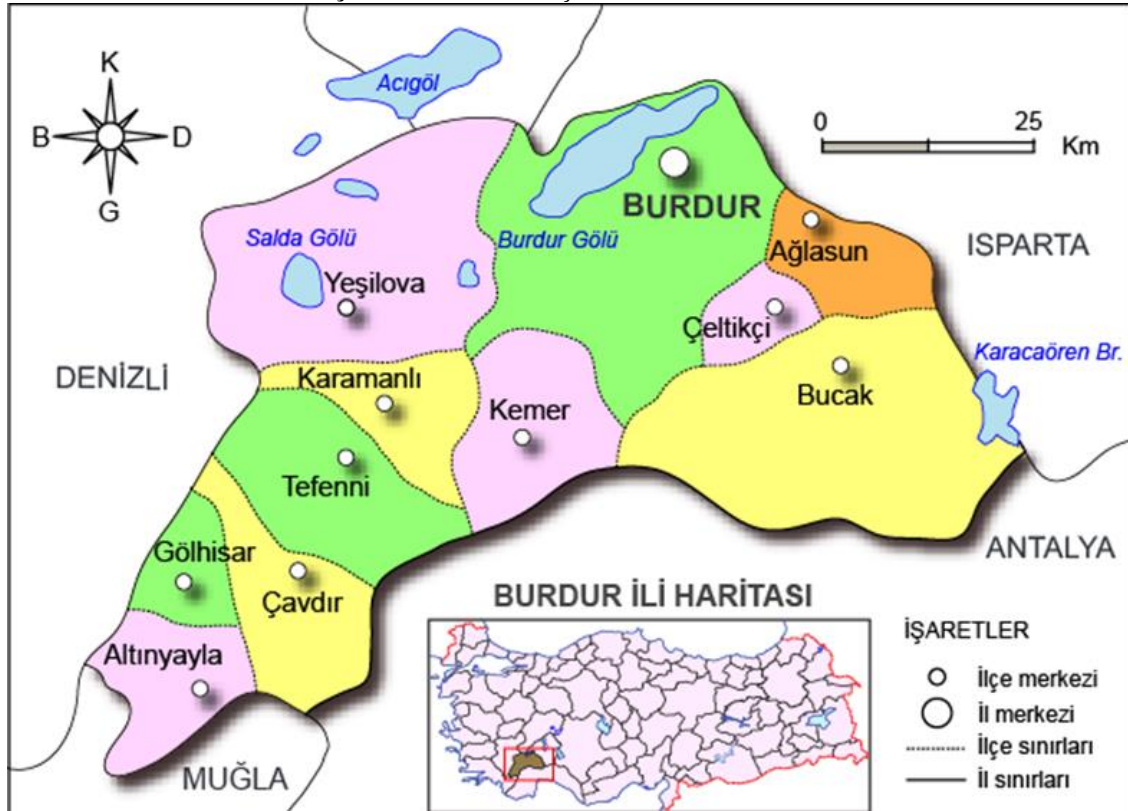 K
B
D
G
Acıgöl
0
25
Km
BURDUR
Salda Gölü
Burdur Gölü
Yeşilova
Ağlasun
ISPARTA
Çeltikçi
DENİZLİ
Karamanlı
Karacaören Br.
Kemer
Bucak
Tefenni
Gölhisar
Çavdır
ANTALYA
Altınyayla
MUĞLA
BURDUR İLİ HARİTASI
İŞARETLER
İlçe merkezi
İl merkezi
İlçe sınırları
İl sınırları